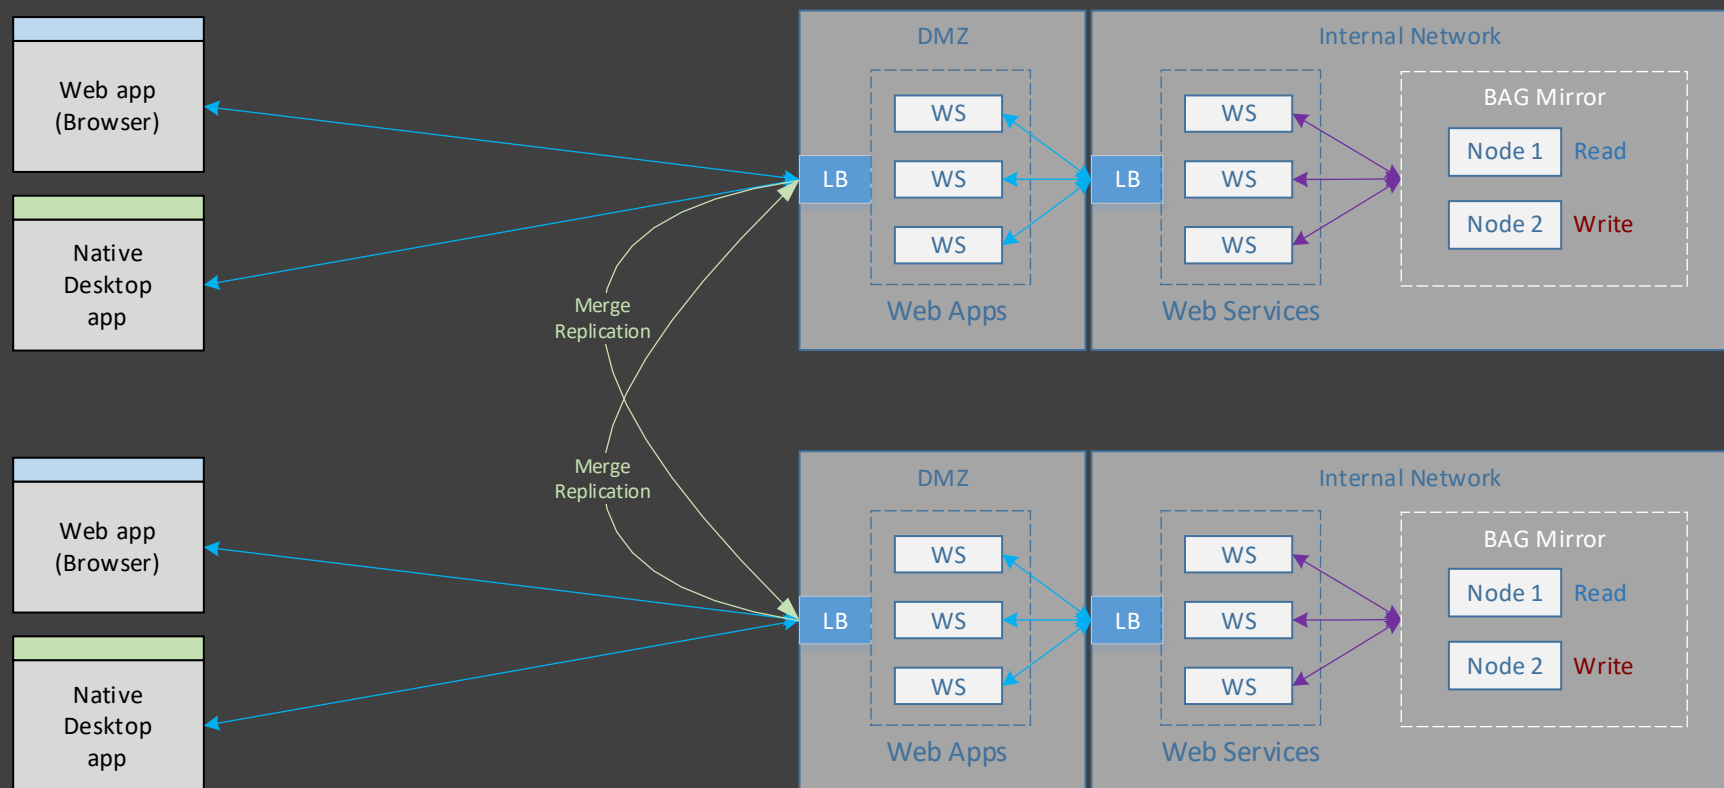 DMZ
Internal Network
Web app
(Browser)
WS
WS
BAG Mirror
Node 1 Read
LB
WS
LB
WS
Node 2 Write
Native
Desktop
app
WS
WS
Web Apps
Web Services
Merge
Replication
Merge
Replication
DMZ
Internal Network
Web app
(Browser)
WS
WS
BAG Mirror
Node 1 Read
LB
WS
LB
WS
Node 2 Write
Native
Desktop
app
WS
WS
Web Apps
Web Services